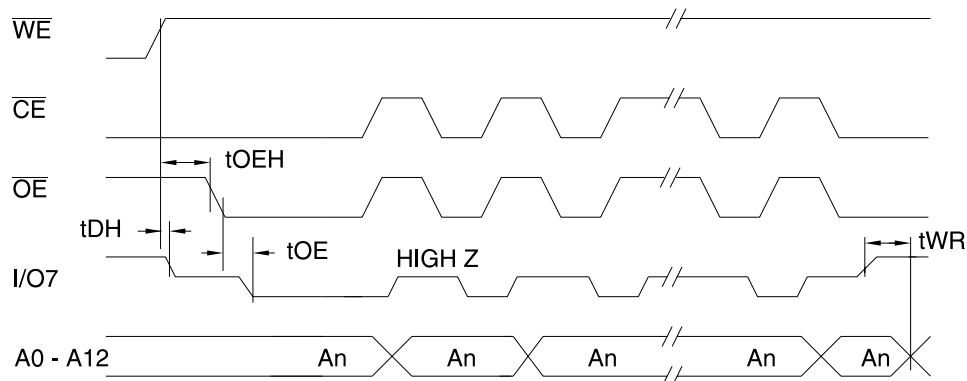 WE
CE
tOEH
OE
tDH
tOE
HIGH Z
tWR
I/O7
A0 - A12
An
An
An
An
An